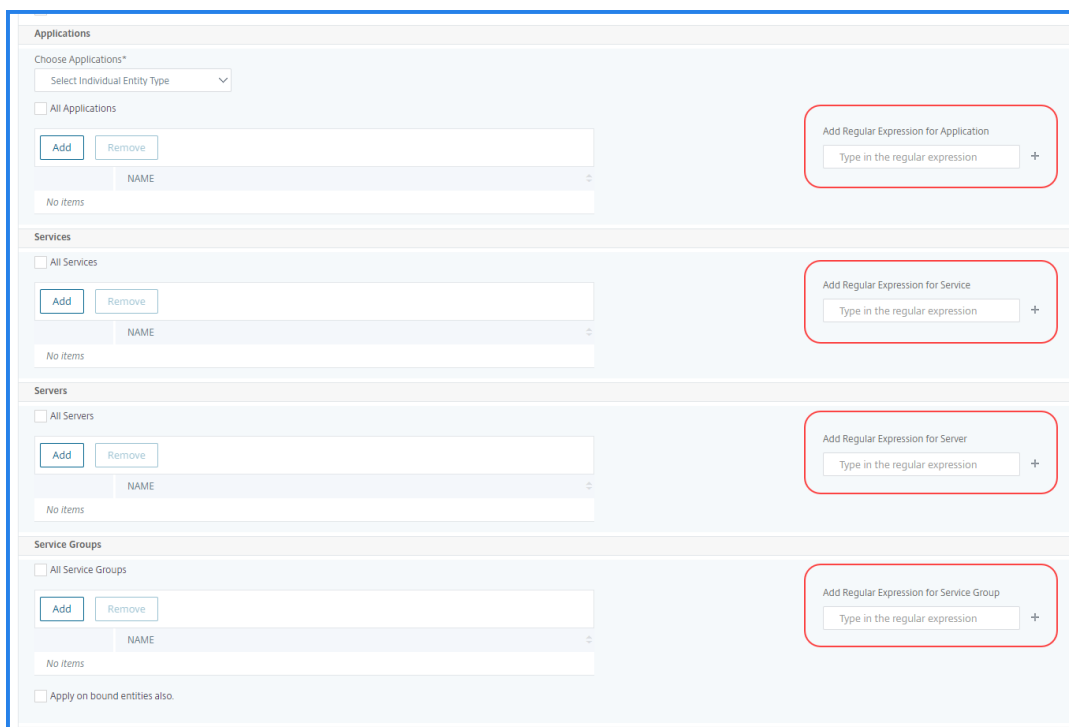 Applications
Choose Applications*
Select Individual Entity Type
All Applications
Add Regular Expression for Application
Add Remove
Type in the regular expression +
NAME
No items
Services
All Services
Add Regular Expression for Service
Add Remove
Type in the regular expression +
NAME
No items
Servers
All Servers
Add Regular Expression for Server
Add Remove
Type in the regular expression +
NAME
No items
Service Groups
All Service Groups
Add Regular Expression for Service Group
Add Remove
Type in the regular expression +
NAME
No items
Apply on bound entities also.